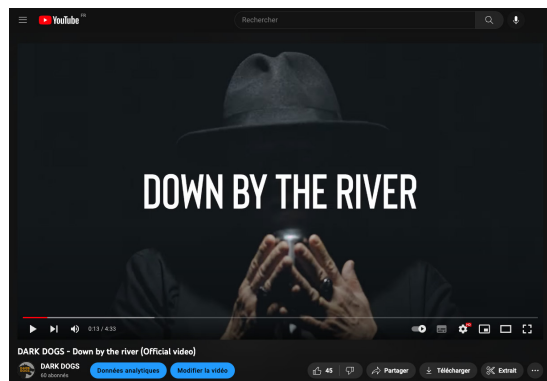 YouTube FR
Rechercher
DOWN BY THE RIVER
0:13 / 4:33
HD
DARK DOGS - Down by the river (Official video)
DARK DOGS
60 abonnés
Données analytiques
Modifier la vidéo
45
Partager
Télécharger
Extrait